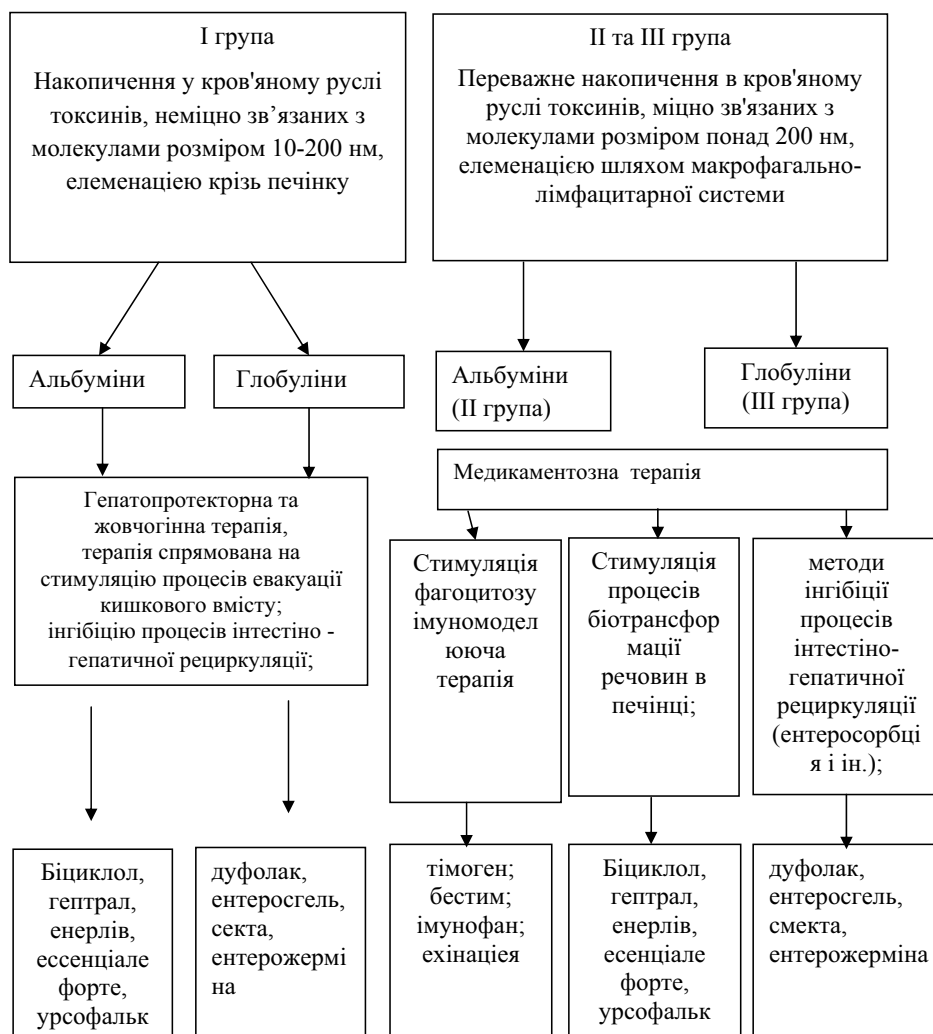 I група
Накопичення у кров'яному руслі
токсинів, неміцно зв’язаних з
молекулами розміром 10-200 нм,
елеменаціею крізь печінку
II та III група
Переважне накопичення в кров'яному
руслі токсинів, міцно зв'язаних з
молекулами розміром понад 200 нм,
елеменацією шляхом макрофагально-
лімфацитарної системи
Альбуміни
Глобуліни
Альбуміни
(II група)
Глобуліни
(III група)
Гепатопротекторна та
жовчогінна терапія,
терапія спрямована на
стимуляцію процесів евакуації
кишкового вмісту;
інгібіцію процесів інтестіно -
гепатичної рециркуляції;
Медикаментозна терапія
Стимуляція
фагоцитозу
імуномодел
ююча
терапія
Стимуляція
процесів
біотрансфор
мації
речовин в
печінці;
методи
інгібіції
процесів
інтестіно-
гепатичної
рециркуляції
(ентеросорбці
я і ін.);
Біциклол,
гептрал,
енерлів,
ессенціале
форте,
урсофальк
дуфолак,
ентеросгель,
секта,
ентерожермі
на
тімоген;
бестим;
імунофан;
ехінаціея
Біциклол,
гептрал,
енерлів,
есенціале
форте,
урсофальк
дуфолак,
ентеросгель,
смекта,
ентерожерміна